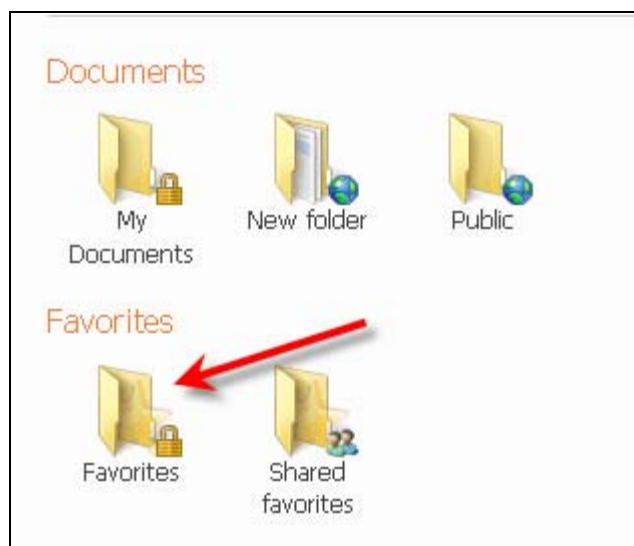 Documents
My
Documents
New folder
Public
Favorites
Favorites
Shared
favorites